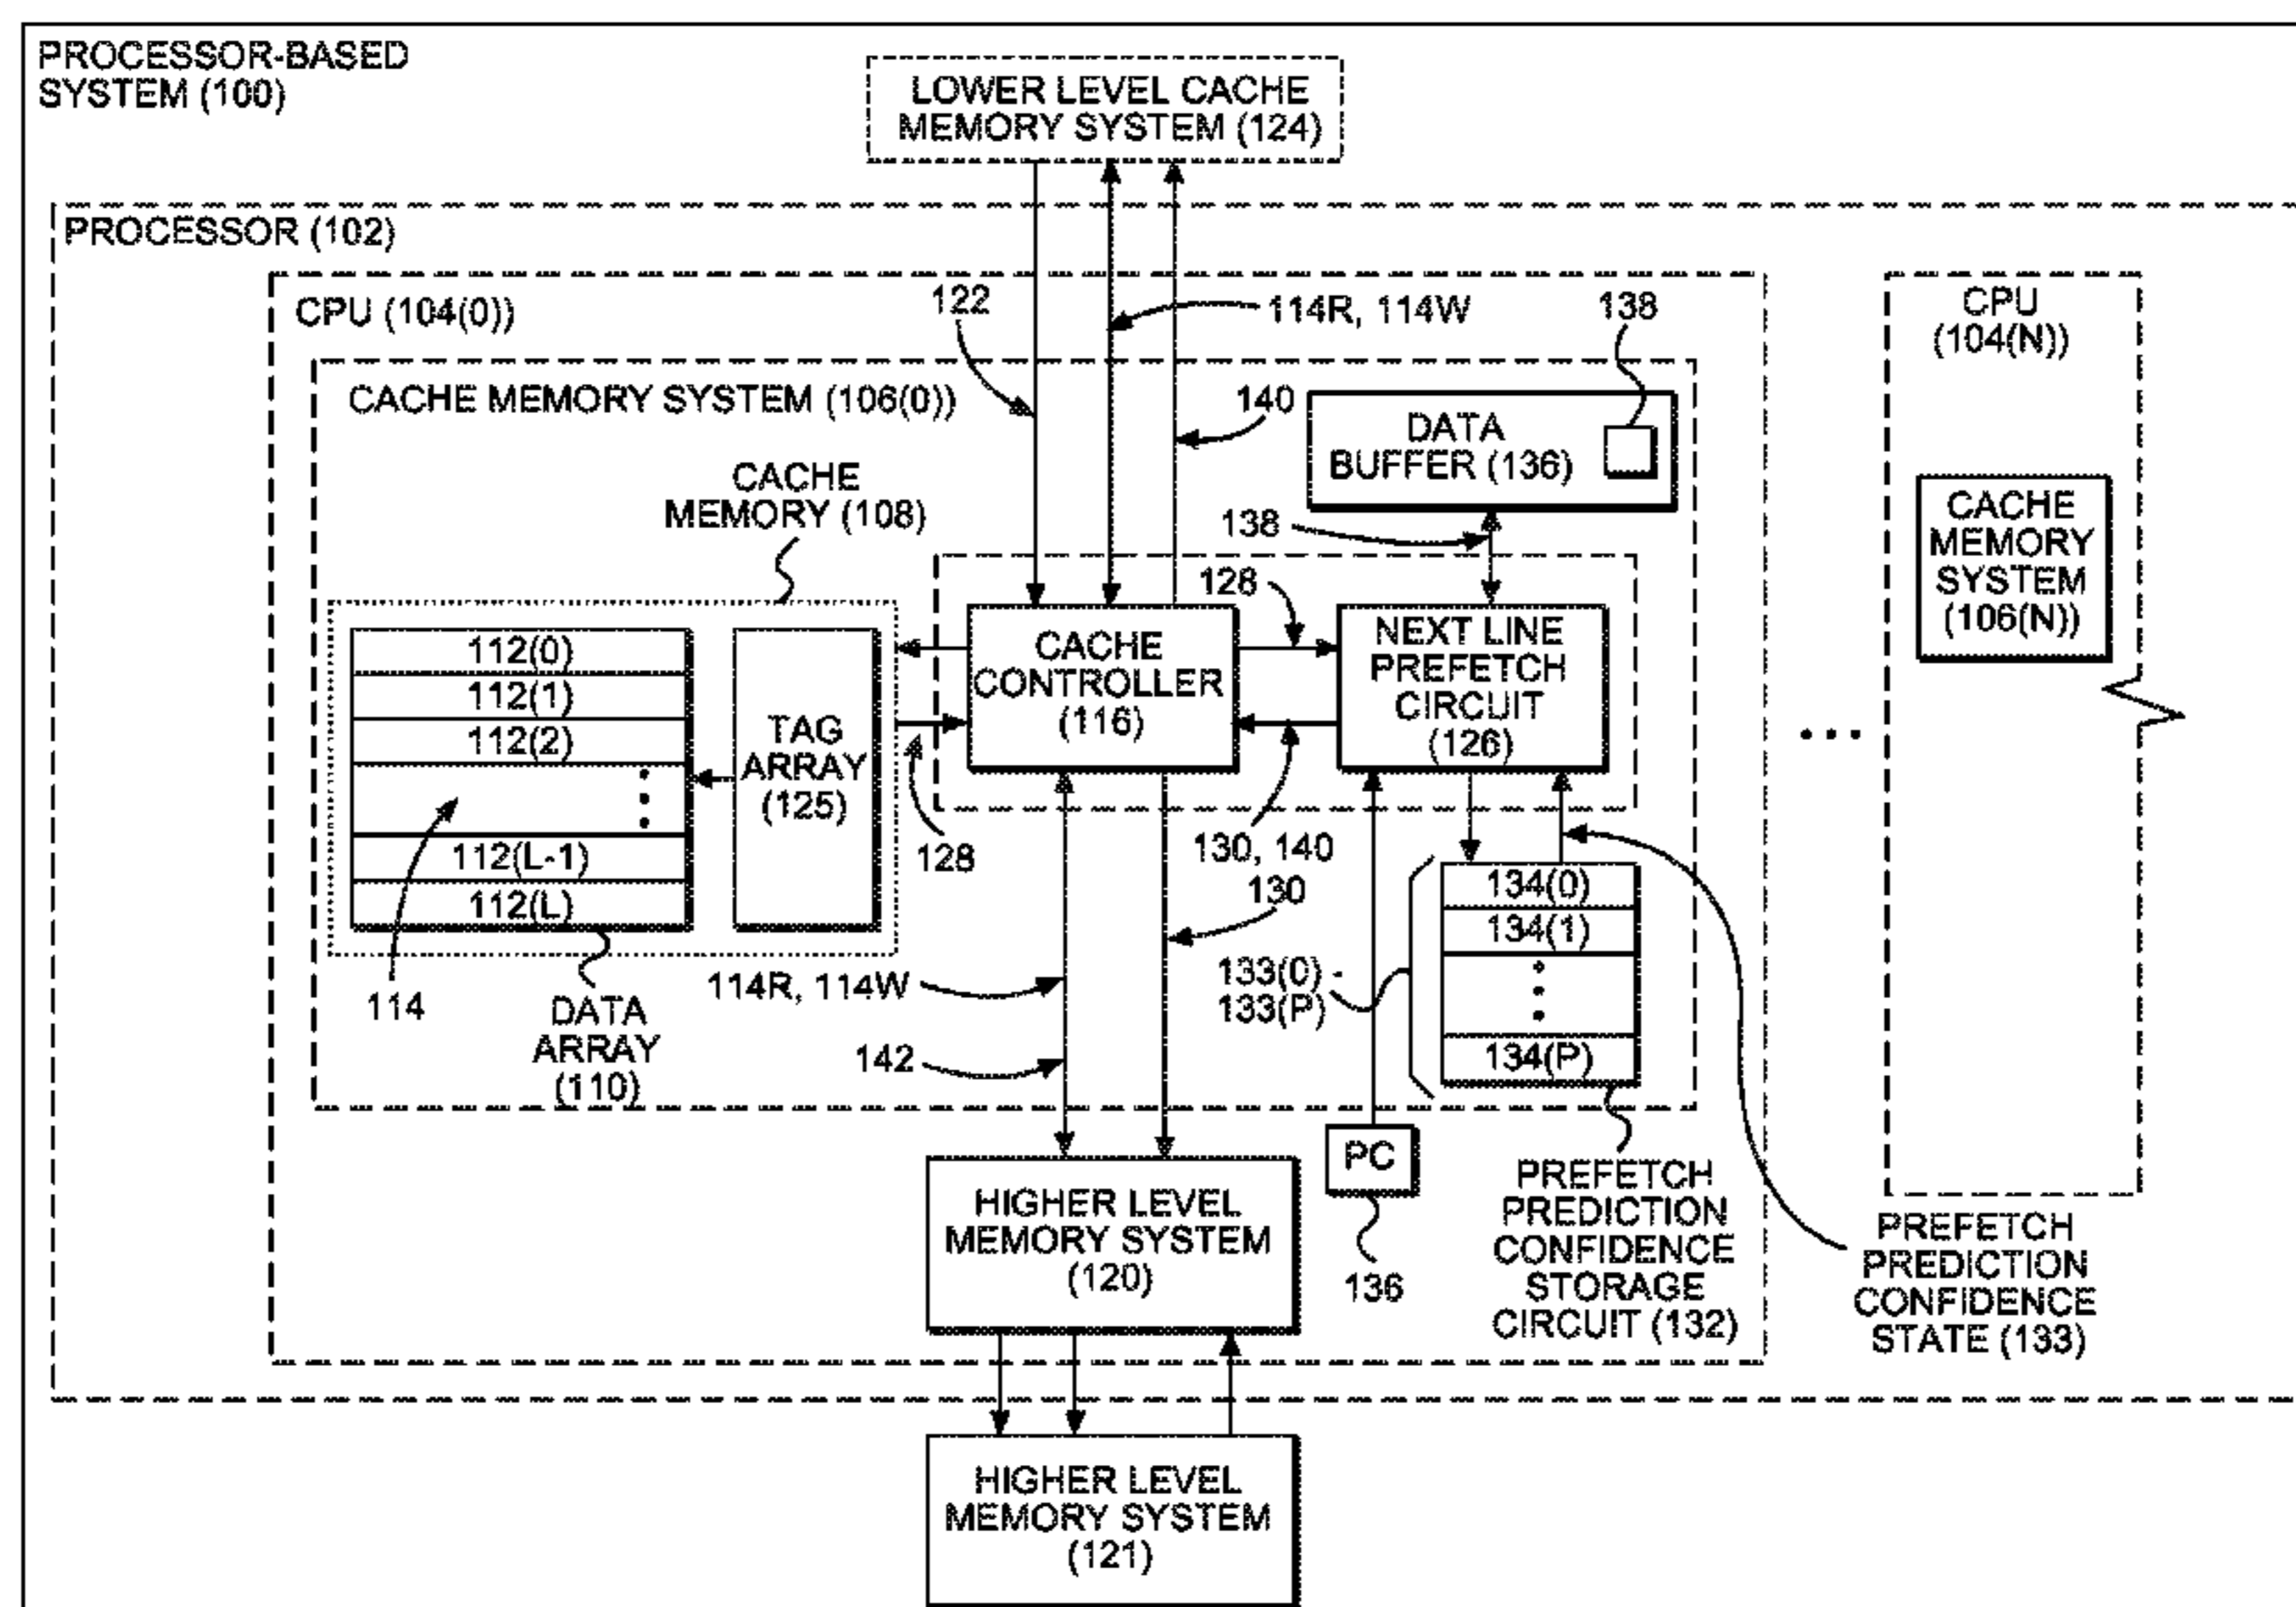 PROCESSOR-BASED
SYSTEM (100)
LOWER LEVEL CACHE
MEMORY SYSTEM (124)
PROCESSOR (102)
CPU (104(0))
122
114R, 114W
138
CPU
(104(N))
CACHE MEMORY SYSTEM (106(0))
140
DATA
BUFFER (136)
CACHE
MEMORY (108)
138
CACHE
MEMORY
SYSTEM
(106(N))
128
112(0)
112(1)
112(2)
112(L-1)
112(L)
TAG
ARRAY
(125)
CACHE
CONTROLLER
(116)
NEXT LINE
PREFETCH
CIRCUIT
(126)
128
130, 140
130
134(0)
134(1)
134(P)
133(0) -
133(P)
114
DATA
ARRAY
(110)
114R, 114W
142
PC
136
HIGHER LEVEL
MEMORY SYSTEM
(120)
PREFETCH
PREDICTION
CONFIDENCE
STORAGE
CIRCUIT (132)
PREFETCH
PREDICTION
CONFIDENCE
STATE (133)
HIGHER LEVEL
MEMORY SYSTEM
(121)